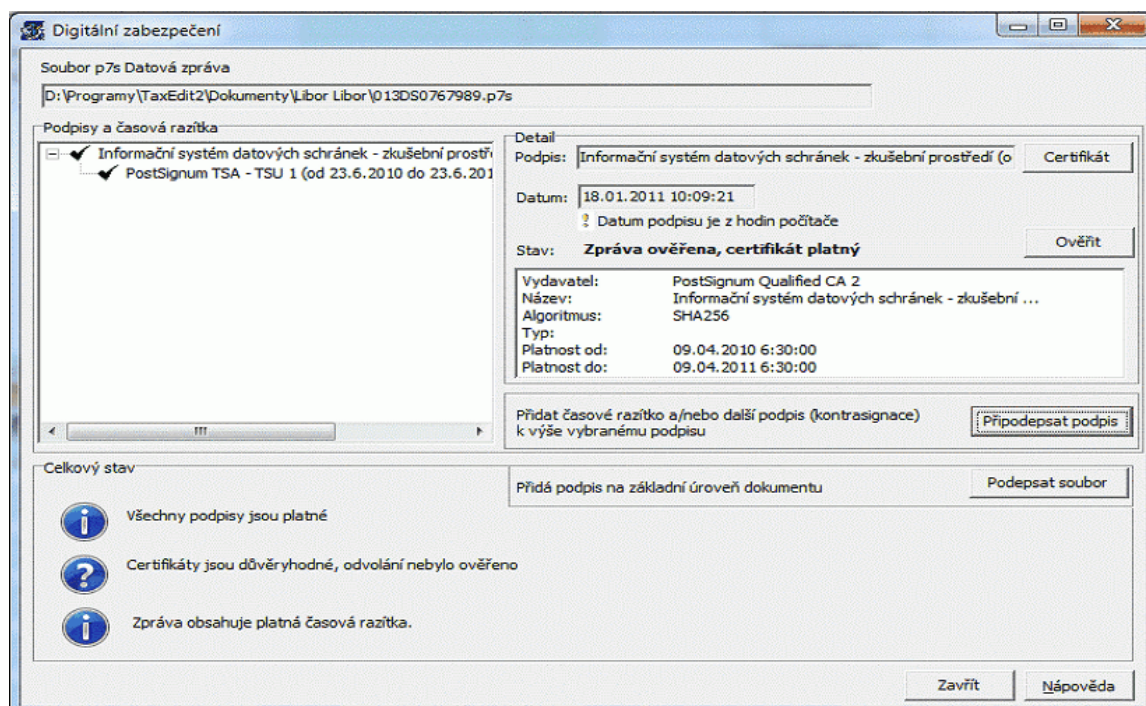 Digitální zabezpečení
Soubor p7s Datová zpráva
D:\Programy\TaxEdit2\Dokumenty\Libor Libor\013DS0767989.p7s
Podpisy a časová razítka
Informační systém datových schránek - zkušební prostře
PostSignum TSA - TSU 1 (od 23.6.2010 do 23.6.201
Detail
Podpis: Informační systém datových schránek - zkušební prostředí (o Certifikát
Datum: 18.01.2011 10:09:21
Datum podpisu je z hodin počítače
Ověřit
Stav: Zpráva ověřena, certifikát platný
Vydavatel: PostSignum Qualified CA 2
Název: Informační systém datových schránek - zkušební ...
Algoritmus: SHA256
Typ:
Platnost od: 09.04.2010 6:30:00
Platnost do: 09.04.2011 6:30:00
Přidat časové razítko a/nebo další podpis (kontrasignace)
k výše vybranému podpisu
Připodepsat podpis
Celkový stav
Přidá podpis na základní úroveň dokumentu Podepsat soubor
Všechny podpisy jsou platné
Certifikáty jsou důvěryhodné, odvolání nebylo ověřeno
Zpráva obsahuje platná časová razítka.
Zavřít Nápověda